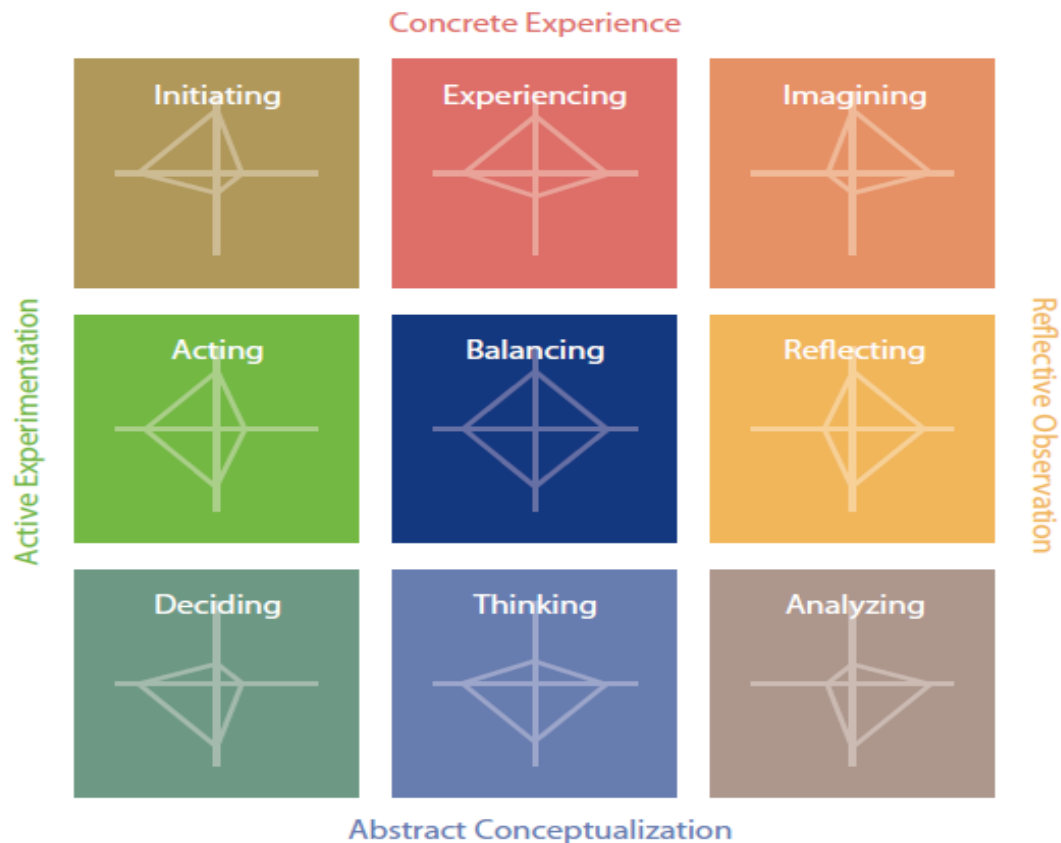 Concrete Experience
Initiating
Experiencing
Imagining
Active Experimentation
Acting
Balancing
Reflecting
Reflective Observation
Deciding
Thinking
Analyzing
Abstract Conceptualization